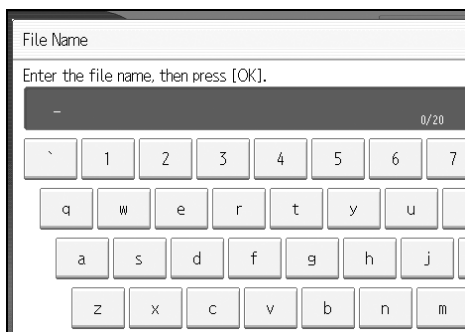 File Name
Enter the file name, then press [OK].
_
0/20
` 1 2 3 4 5 6 7
q w e r t y u
a s d f g h j
z x c v b n m